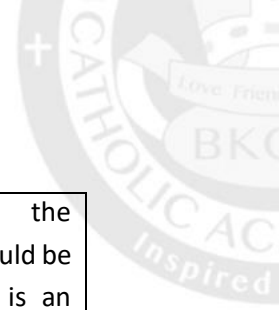 CATHOLIC AC
Love Frien
BKC
Inspired
the
uld be
is an